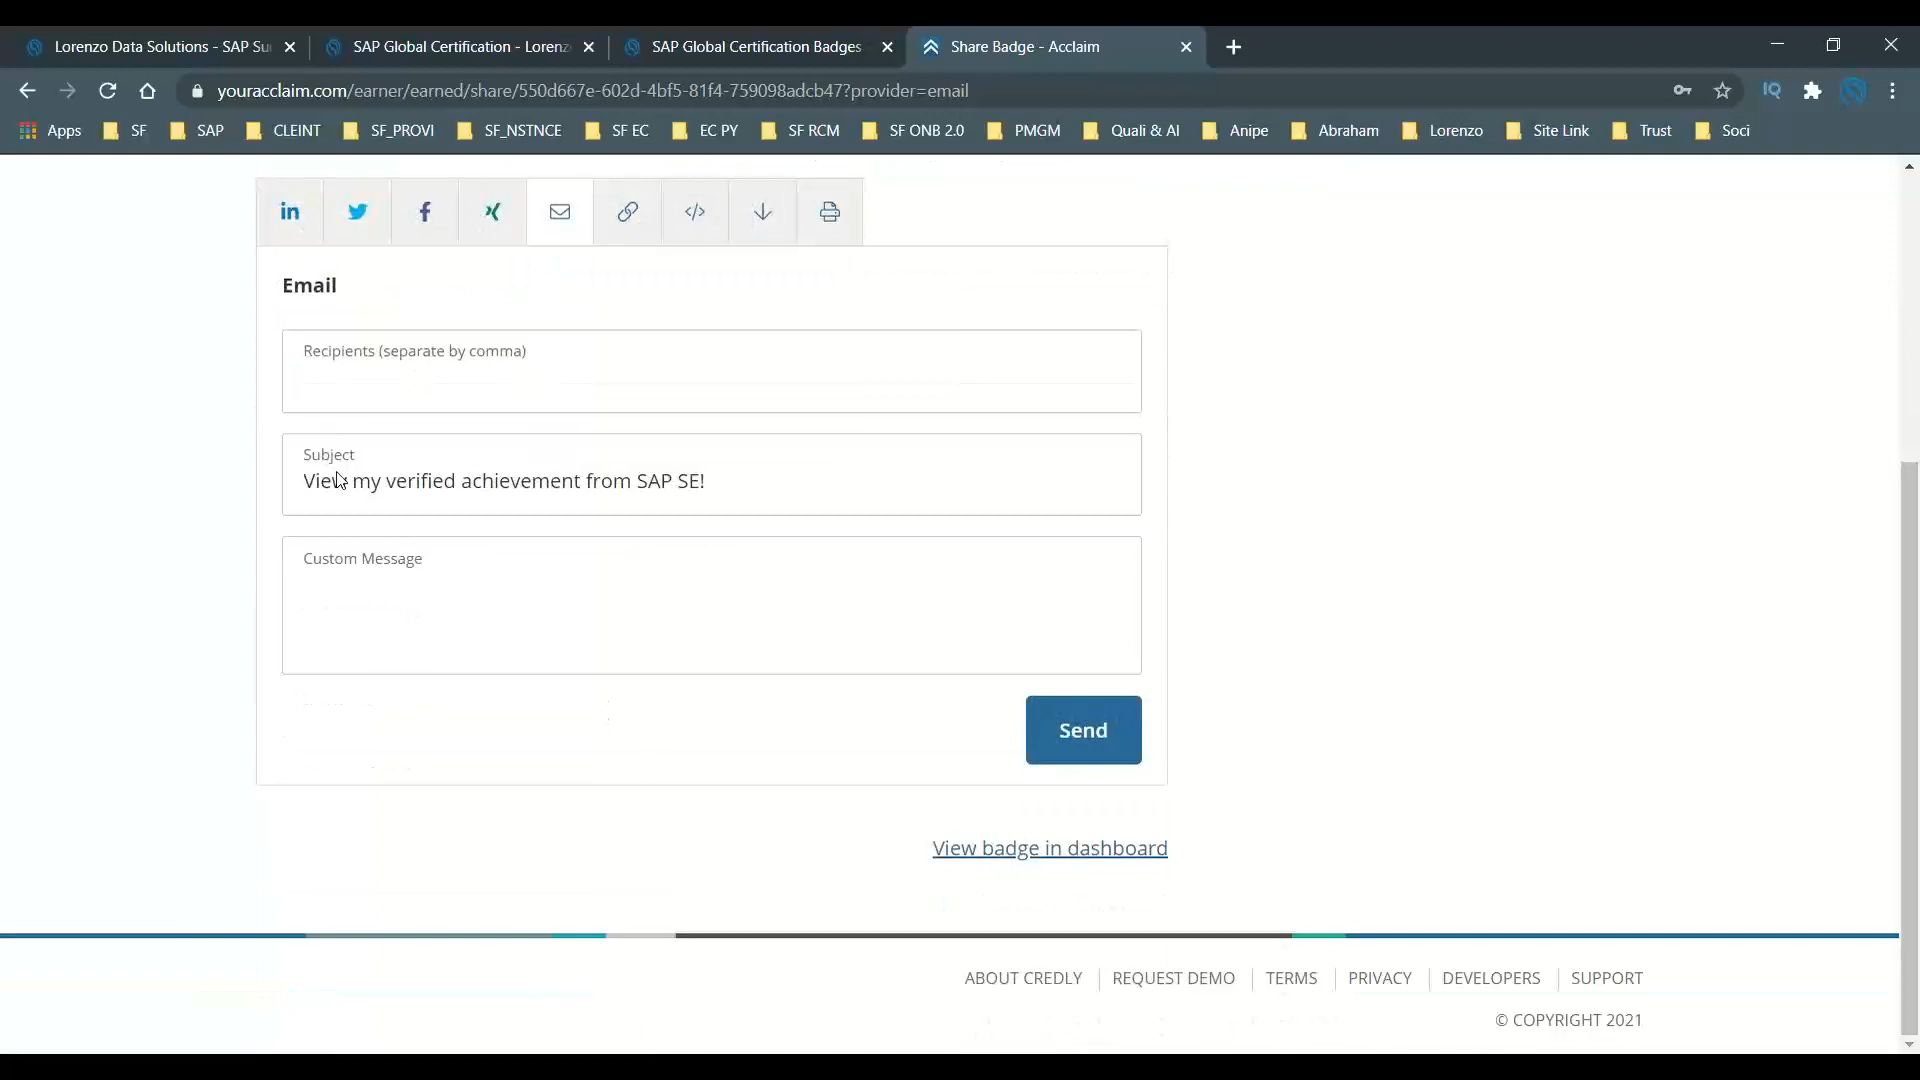 Lorenzo Data Solutions - SAP Su
SAP Global Certification - Lorenz
SAP Global Certification Badges
Share Badge - Acclaim
youracclaim.com/earner/earned/share/550d667e-602d-4bf5-81f4-759098adcb47?provider=email
IQ
Apps SF SAP CLEINT SF_PROVI SF_NSTNCE SF EC EC PY SF RCM SF ONB 2.0 PMGM Quali & AI Anipe Abraham Lorenzo Site Link Trust Soci
Email
Recipients (separate by comma)
Subject
View my verified achievement from SAP SE!
Custom Message
Send
View badge in dashboard
ABOUT CREDLY REQUEST DEMO TERMS PRIVACY DEVELOPERS SUPPORT
© COPYRIGHT 2021